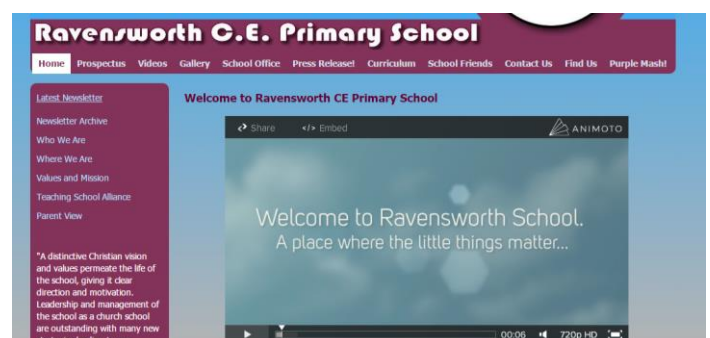 Ravensworth C.E. Primary School
Home Prospectus Videos Gallery School Office Press Release! Curriculum School Friends Contact Us Find Us Purple Mash!
Latest Newsletter
Newsletter Archive
Who We Are
Where We Are
Values and Mission
Teaching School Alliance
Parent View
"A distinctive Christian vision
and values permeate the life of
the school, giving it clear
direction and motivation.
Leadership and management of
the school as a church school
are outstanding with many new
Welcome to Ravensworth CE Primary School
Share </> Embed ANIMOTO
Welcome to Ravensworth School.
A place where the little things matter...
00:06 720p HD